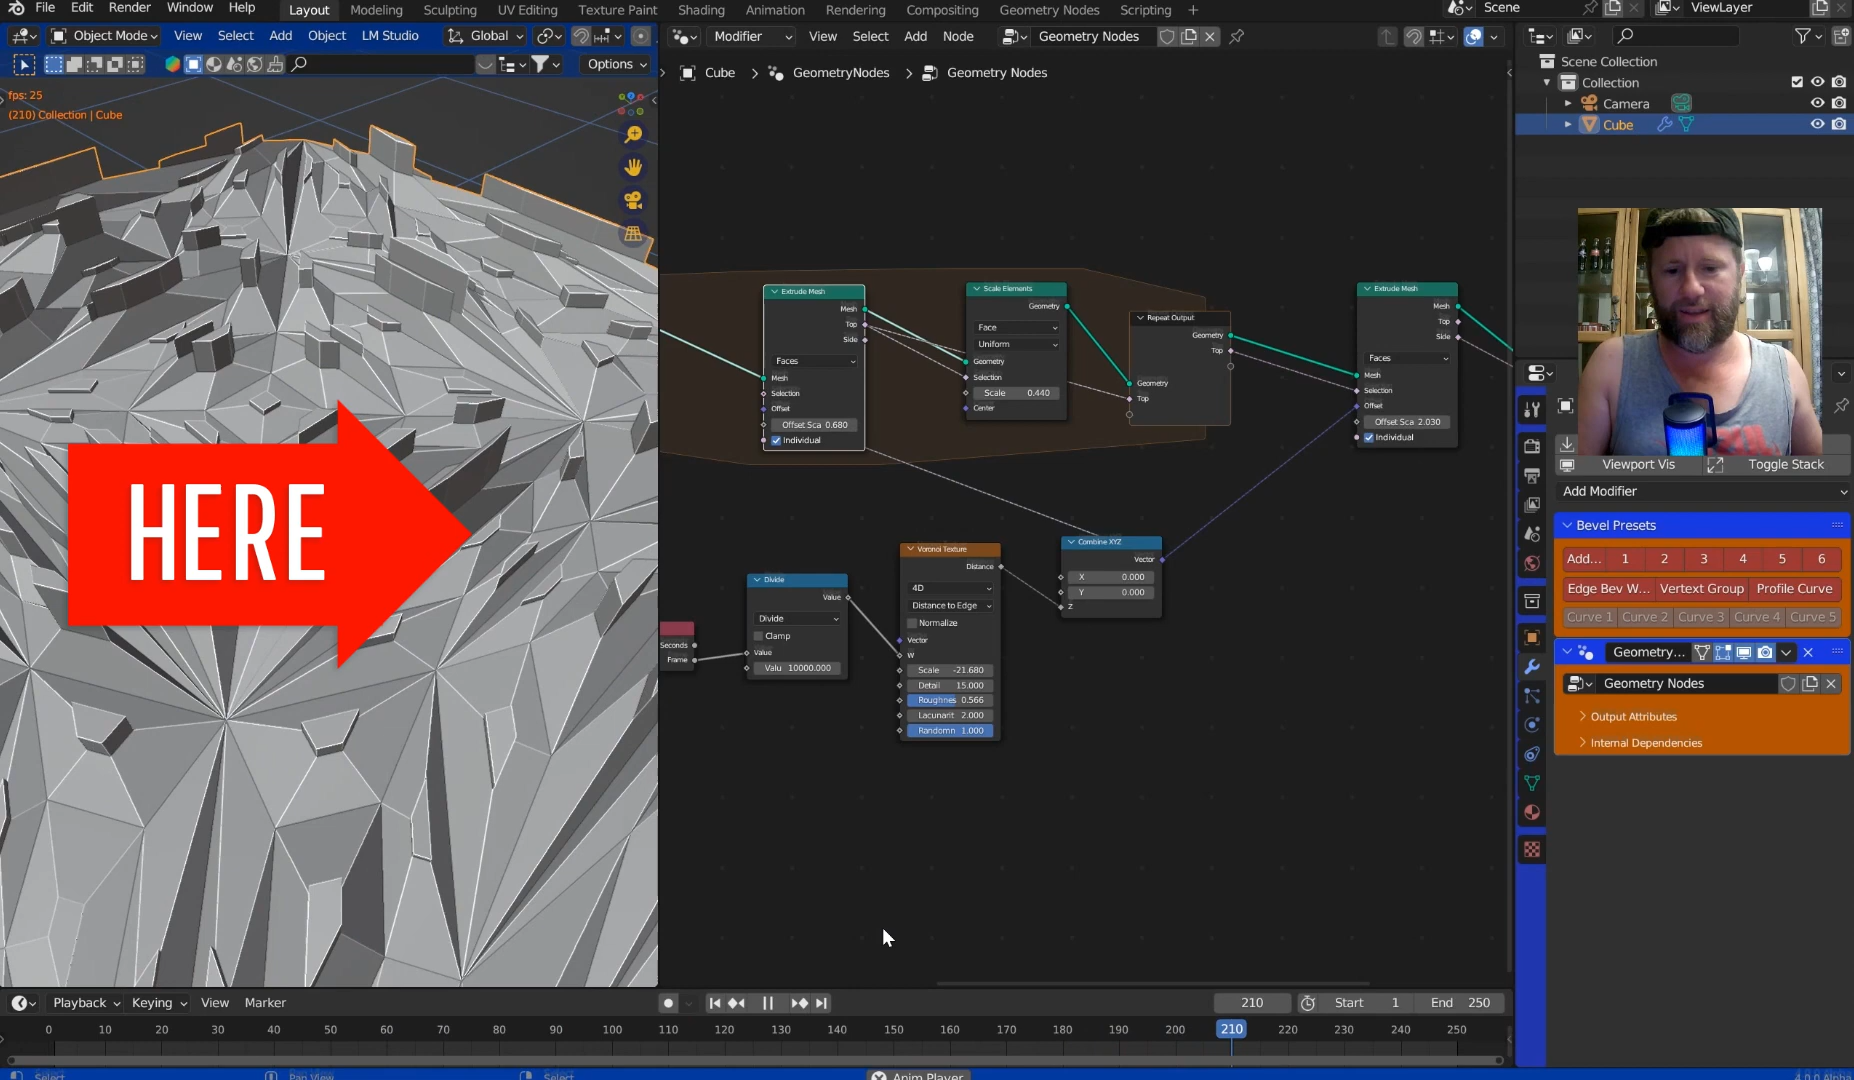 File Edit Render Window Help Layout Modeling Sculpting UV Editing Texture Paint Shading Animation Rendering Compositing Geometry Nodes Scripting + Scene ViewLayer
Object Mode View Select Add Object LM Studio Global Modifier View Select Add Node Geometry Nodes
Options
Cube > GeometryNodes > Geometry Nodes
fps: 25
(210) Collection | Cube
HERE
Extrude Mesh
Mesh
Top
Side
Faces
Mesh
Selection
Offset
Offset Sca 0.680
Individual
Scale Elements
Geometry
Face
Uniform
Geometry
Selection
Scale 0.440
Center
Repeat Output
Geometry
Top
Geometry
Top
Extrude Mesh
Mesh
Top
Side
Faces
Mesh
Selection
Offset
Offset Sca 2.030
Individual
Seconds
Frame
Divide
Value
Divide
Clamp
Value
Valu 10000.000
Voronoi Texture
Distance
4D
Distance to Edge
Normalize
Vector
W
Scale -21.680
Detail 15.000
Roughnes 0.566
Lacunarit 2.000
Randomn 1.000
Combine XYZ
Vector
X 0.000
Y 0.000
Z
Scene Collection
Collection
Camera
Cube
Viewport Vis Toggle Stack
Add Modifier
Bevel Presets
Add... 1 2 3 4 5 6
Edge Bev W... Vertext Group Profile Curve
Curve 1 Curve 2 Curve 3 Curve 4 Curve 5
Geometry...
Geometry Nodes
Output Attributes
Internal Dependencies
Playback Keying View Marker 210 Start 1 End 250
0 10 20 30 40 50 60 70 80 90 100 110 120 130 140 150 160 170 180 190 200 210 220 230 240 250
Select Pan View Select Anim Player 4.0.0 Alpha